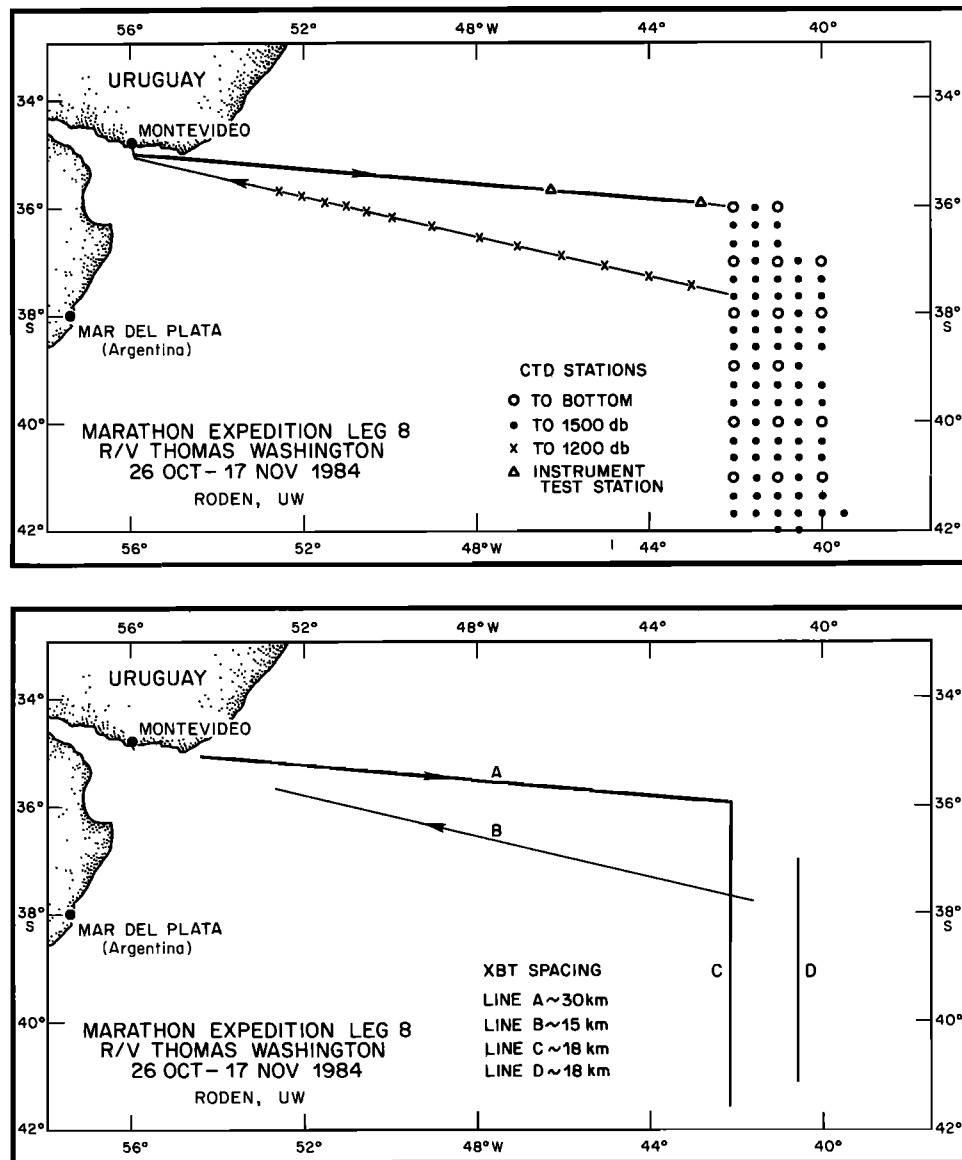 56° 52° 48°W 44° 40°
URUGUAY
34° 34°
MONTEVIDEO
36° 36°
38° 38°
S S
MAR DEL PLATA
(Argentina)
CTD STATIONS
TO BOTTOM
TO 1500 db
x TO 1200 db
INSTRUMENT
TEST STATION
40° 40°
MARATHON EXPEDITION LEG 8
R/V THOMAS WASHINGTON
26 OCT – 17 NOV 1984
RODEN, UW
42° 42°
56° 52° 48°W 44° 40°
56° 52° 48°W 44° 40°
URUGUAY
34° 34°
MONTEVIDEO
A
36° 36°
B
38° 38°
S S
MAR DEL PLATA
(Argentina)
XBT SPACING
C D
LINE A ~ 30 km
LINE B ~ 15 km
LINE C ~ 18 km
LINE D ~ 18 km
40° 40°
MARATHON EXPEDITION LEG 8
R/V THOMAS WASHINGTON
26 OCT – 17 NOV 1984
RODEN, UW
42° 42°
56° 52° 48°W 44° 40°